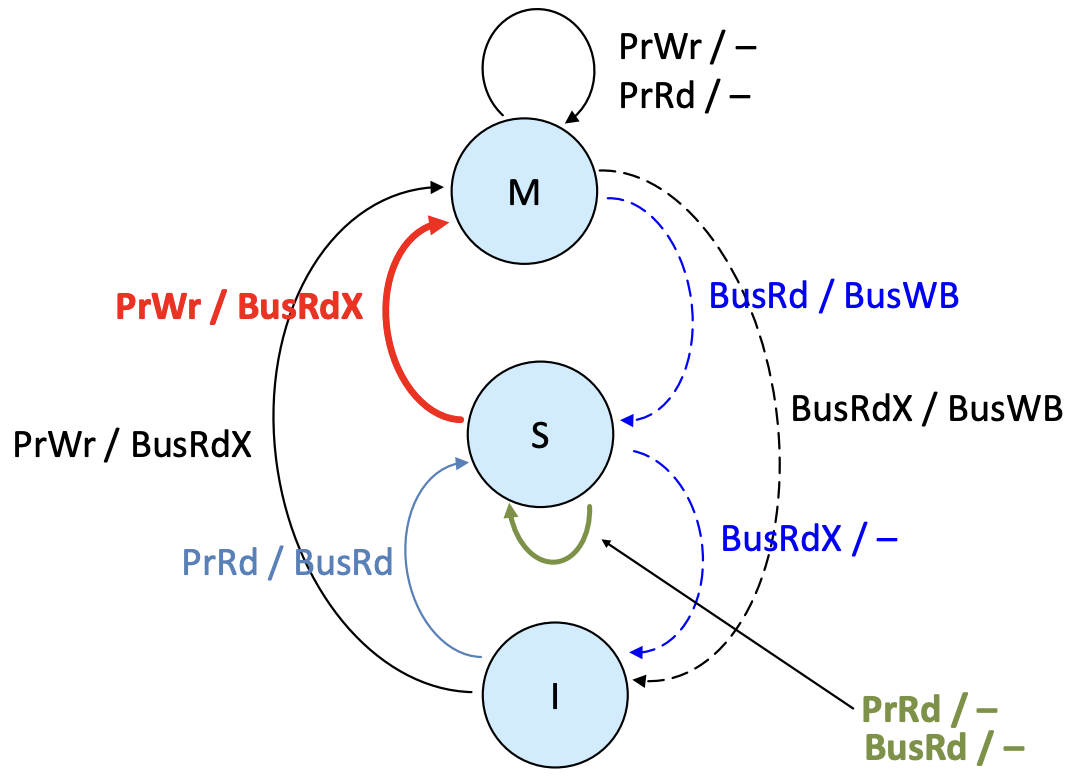 PrWr / –
PrRd / –
M
PrWr / BusRdX
BusRd / BusWB
BusRdX / BusWB
S
PrWr / BusRdX
BusRdX / –
PrRd / BusRd
I
PrRd / –
BusRd / –